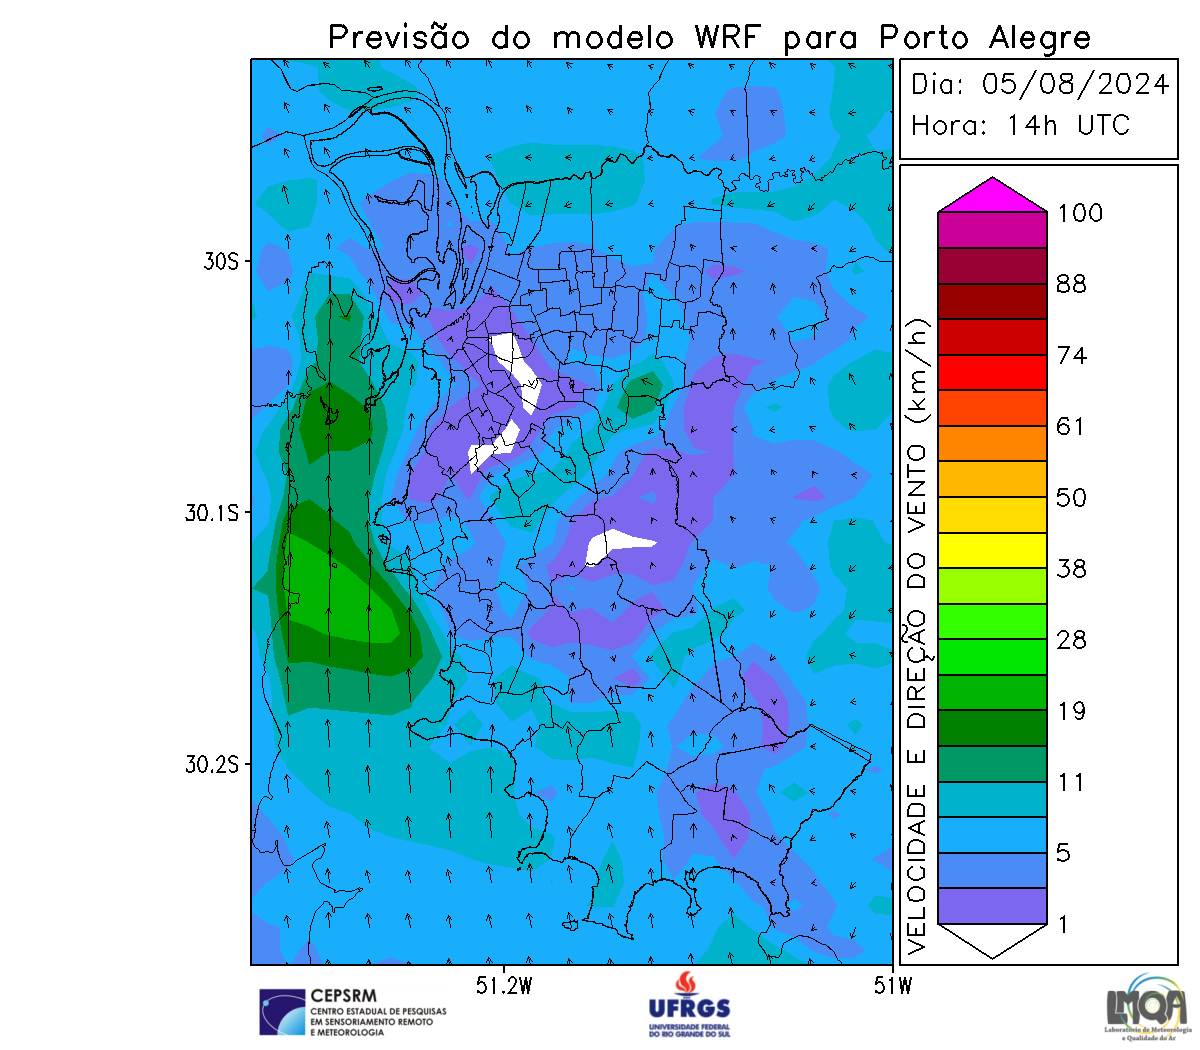 Previsão do modelo WRF para Porto Alegre
Dia: 05/08/2024
Hora: 14h UTC
30S
30.1S
30.2S
51.2W
51W
VELOCIDADE E DIREÇÃO DO VENTO (km/h)
100
88
74
61
50
38
28
19
11
5
1
CEPSRM
CENTRO ESTADUAL DE PESQUISAS
EM SENSORIAMENTO REMOTO
E METEOROLOGIA
UFRGS
UNIVERSIDADE FEDERAL
DO RIO GRANDE DO SUL
LMQA
Laboratório de Meteorologia
e Qualidade do Ar